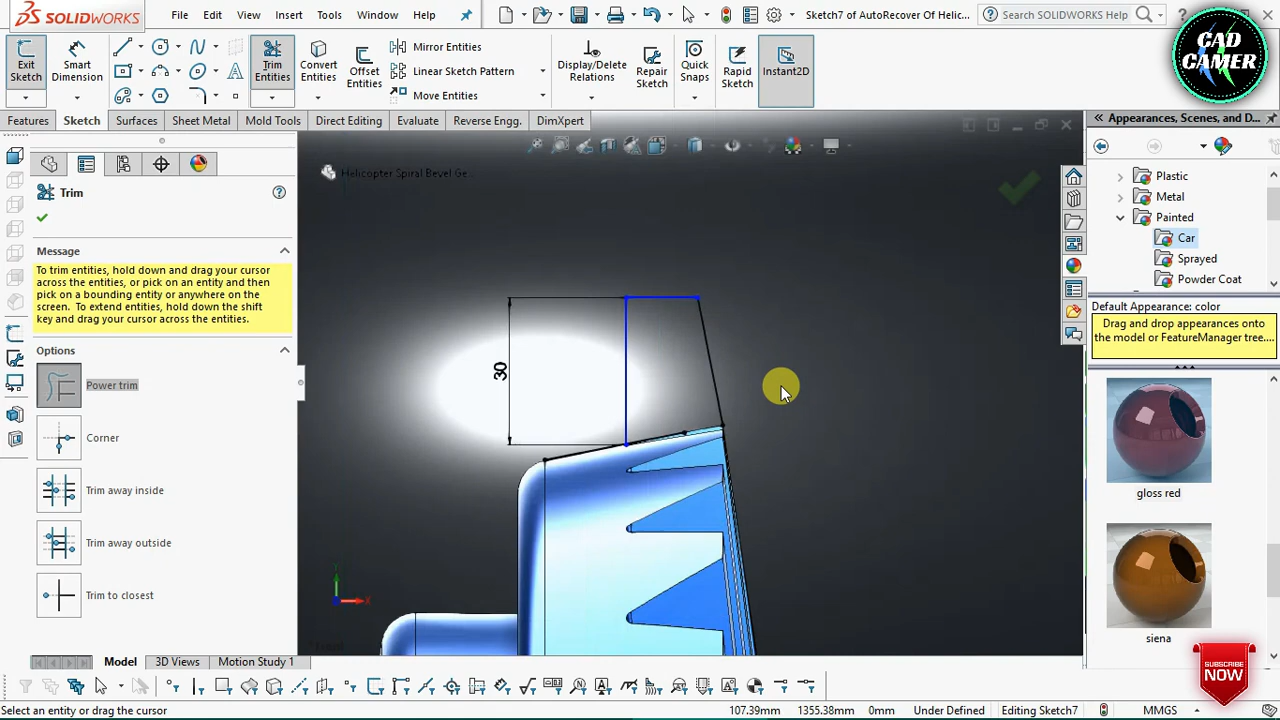 SOLIDWORKS
File
Edit
View
Insert
Tools
Window
Help
Sketch7 of AutoRecover Of Helic...
Search SOLIDWORKS Help
CAD
CAMER
Exit
Sketch
Smart
Dimension
Trim
Entities
Convert
Entities
Offset
Entities
Mirror Entities
Linear Sketch Pattern
Move Entities
Display/Delete
Relations
Repair
Sketch
Quick
Snaps
Rapid
Sketch
Instant2D
Features
Sketch
Surfaces
Sheet Metal
Mold Tools
Direct Editing
Evaluate
Reverse Engg.
DimXpert
Appearances, Scenes, and D...
Helicopter Spiral Bevel Ge...
Trim
Message
To trim entities, hold down and drag your cursor
across the entities, or pick on an entity and then
pick on a bounding entity or anywhere on the
screen. To extend entities, hold down the shift
key and drag your cursor across the entities.
Options
Power trim
Corner
Trim away inside
Trim away outside
Trim to closest
30
Plastic
Metal
Painted
Car
Sprayed
Powder Coat
Default Appearance: color
Drag and drop appearances onto
the model or FeatureManager tree....
gloss red
siena
SUBSCRIBE
NOW
Model
3D Views
Motion Study 1
Select an entity or drag the cursor
107.39mm
1355.38mm
0mm
Under Defined
Editing Sketch7
MMGS